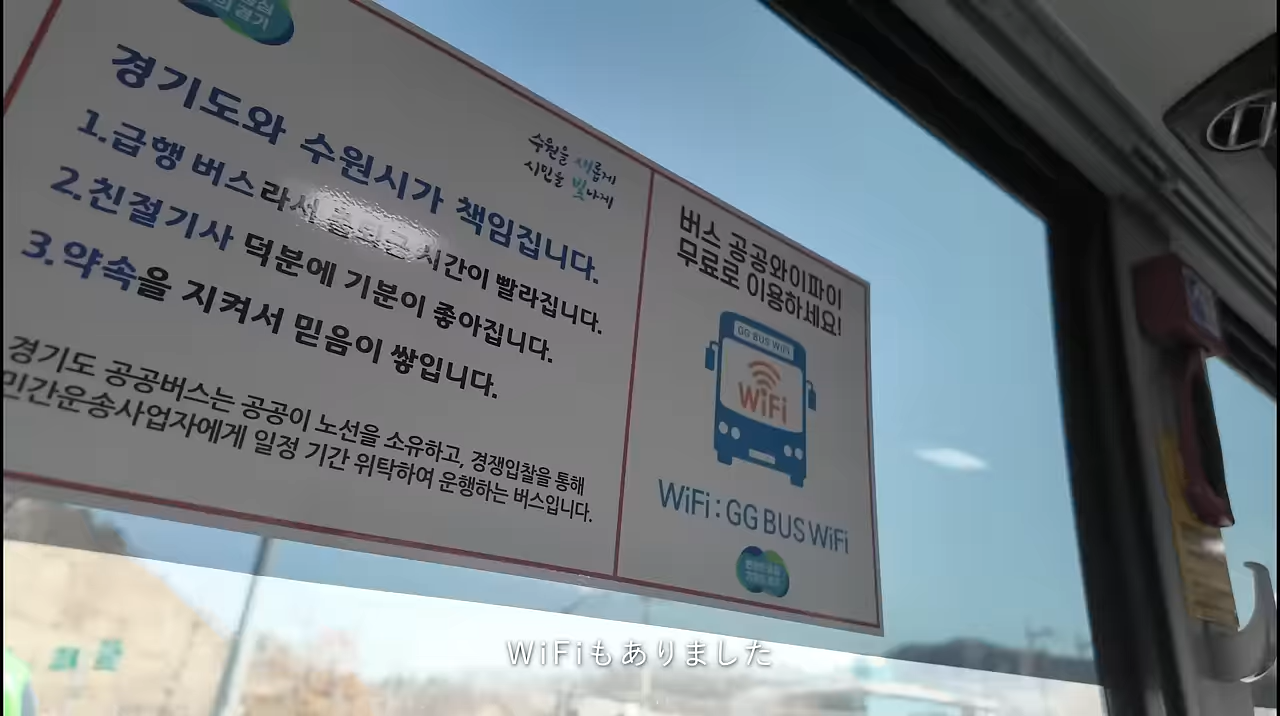 경기도와 수원시가 책임집니다.
1.급행 버스라서 시간이 빨라집니다.
2.친절기사 덕분에 기분이 좋아집니다.
3.약속을 지켜서 믿음이 쌓입니다.
경기도 공공버스는 공공이 노선을 소유하고, 경쟁입찰을 통해
민간운송사업자에게 일정 기간 위탁하여 운행하는 버스입니다.
수원을 새롭게
시민을 빛나게
버스 공공와이파이
무료로 이용하세요!
GG BUS WiFi
WiFi
WiFi : GG BUS WiFi
WiFiもありました